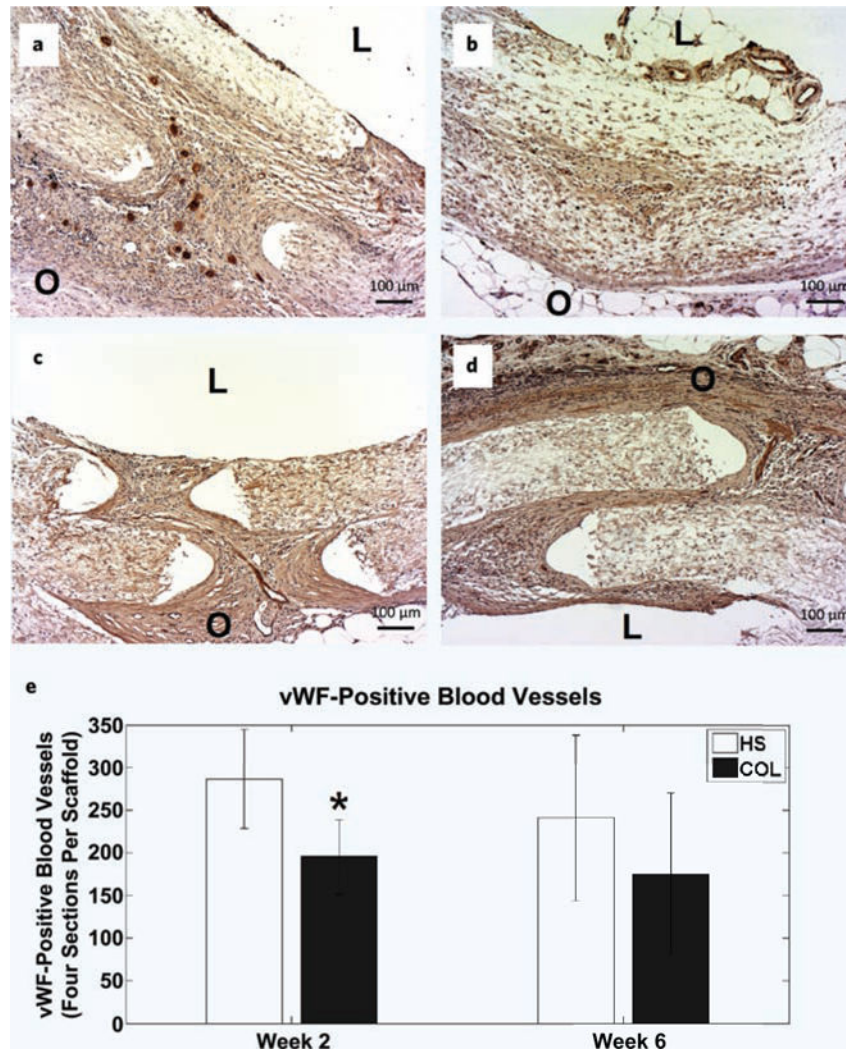 a
L
O
100 µm
b
L
O
100 µm
c
L
O
100 µm
d
O
L
100 µm
e
vWF-Positive Blood Vessels
vWF-Positive Blood Vessels
(Four Sections Per Scaffold)
350
300
250
200
150
100
50
0
HS
COL
*
Week 2
Week 6